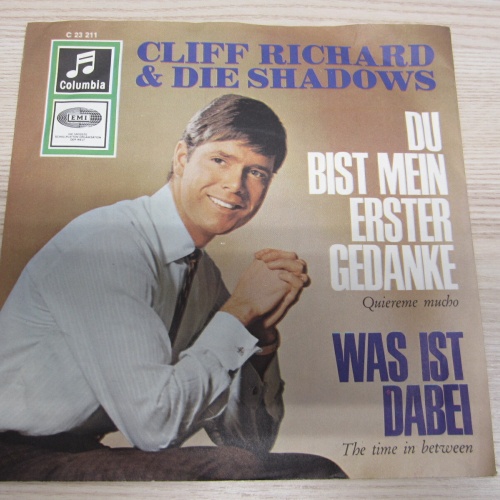 C 23 211
Columbia
EMI
CLIFF RICHARD
& DIE SHADOWS
DU
BIST MEIN
ERSTER
GEDANKE
Quiereme mucho
WAS IST
DABEI
The time in between